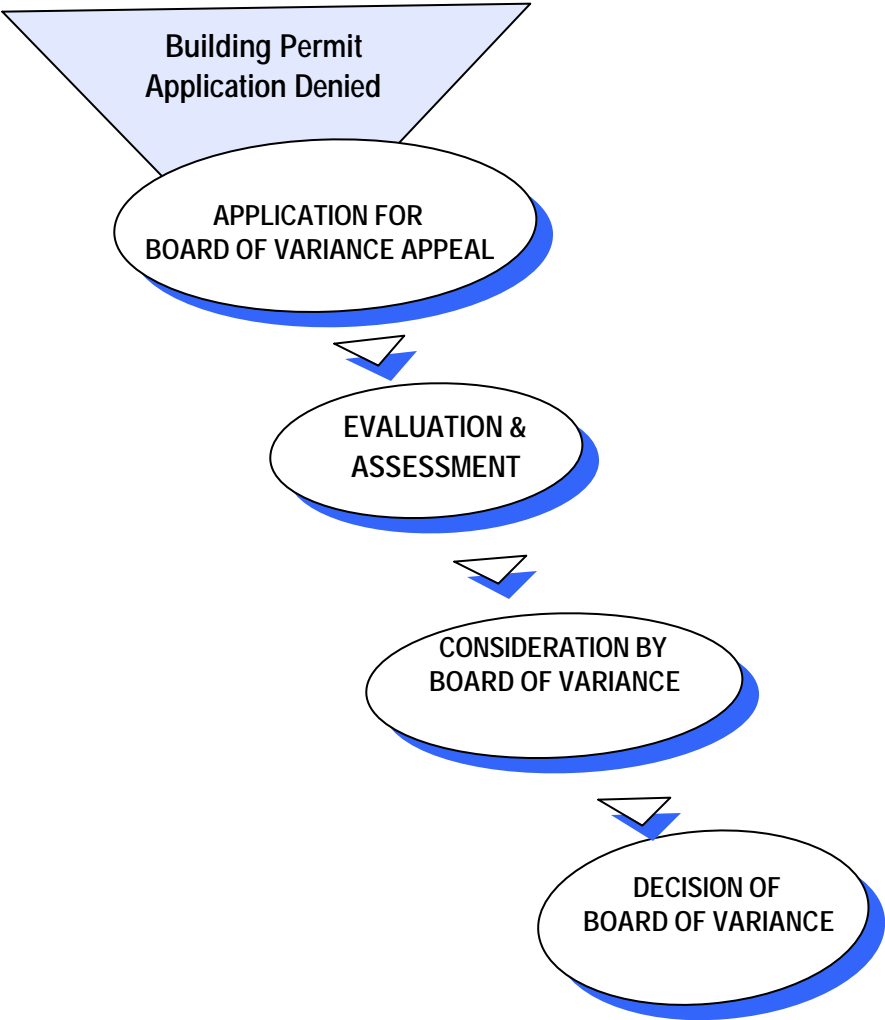 Building Permit
Application Denied
APPLICATION FOR
BOARD OF VARIANCE APPEAL
EVALUATION &
ASSESSMENT
CONSIDERATION BY
BOARD OF VARIANCE
DECISION OF
BOARD OF VARIANCE